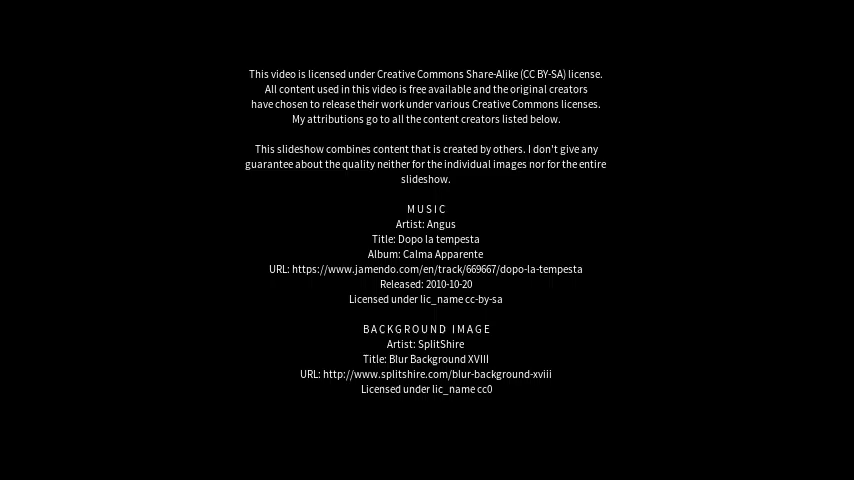 This video is licensed under Creative Commons Share-Alike (CC BY-SA) license.
All content used in this video is free available and the original creators
have chosen to release their work under various Creative Commons licenses.
My attributions go to all the content creators listed below.
This slideshow combines content that is created by others. I don't give any
guarantee about the quality neither for the individual images nor for the entire
slideshow.
MUSIC
Artist: Angus
Title: Dopo la tempesta
Album: Calma Apparente
URL: https://www.jamendo.com/en/track/669667/dopo-la-tempesta
Released: 2010-10-20
Licensed under lic_name cc-by-sa
BACKGROUND IMAGE
Artist: SplitShire
Title: Blur Background XVIII
URL: http://www.splitshire.com/blur-background-xviii
Licensed under lic_name cc0